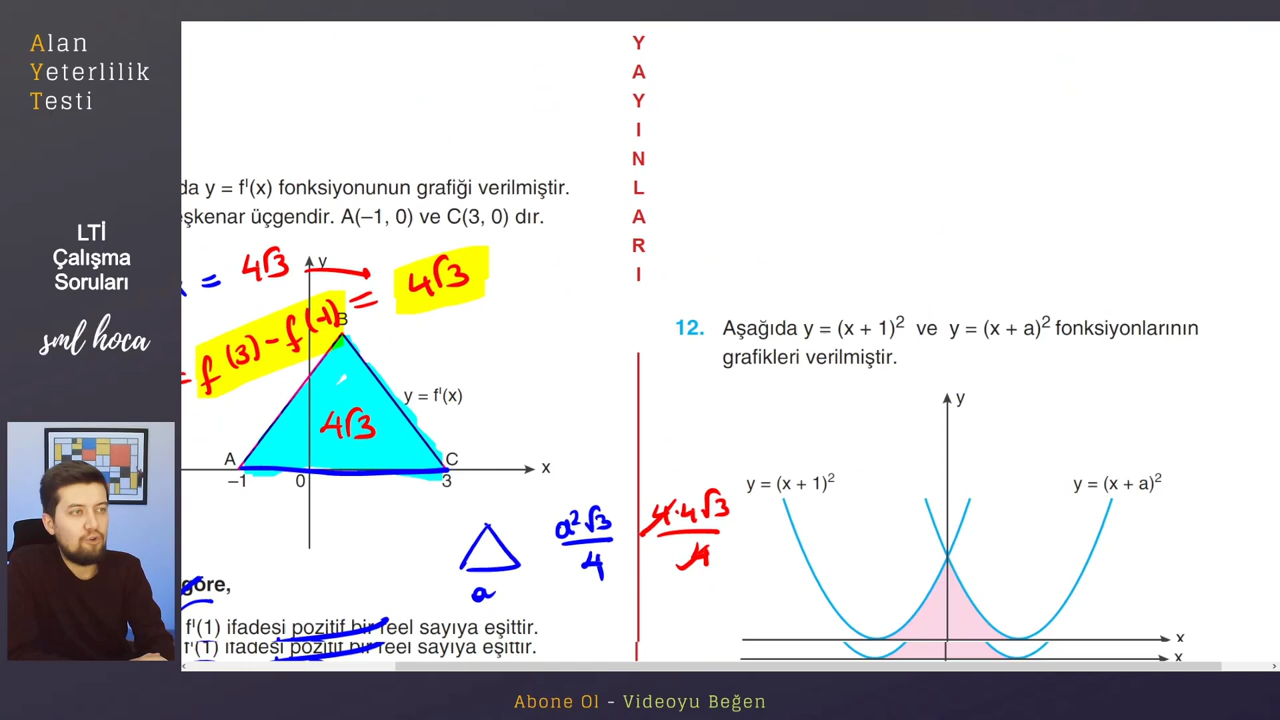 Alan
Yeterlilik
Testi
LTİ
Çalışma
Soruları
sml hoca
Y
A
Y
I
N
L
A
R
I
da y = f'(x) fonksiyonunun grafiği verilmiştir.
eşkenar üçgendir. A(–1, 0) ve C(3, 0) dır.
= 4√3
4√3
= f(3) - f(-1) =
y
B
y = f'(x)
4√3
A
C
x
–1
0
3
a²√3
4
4·4√3
4
a
göre,
f'(1) ifadesi pozitif bir reel sayıya eşittir.
f'(1) ifadesi pozitif bir reel sayıya eşittir.
12. Aşağıda y = (x + 1)² ve y = (x + a)² fonksiyonlarının
grafikleri verilmiştir.
y
y = (x + 1)²
y = (x + a)²
x
x
Abone Ol - Videoyu Beğen